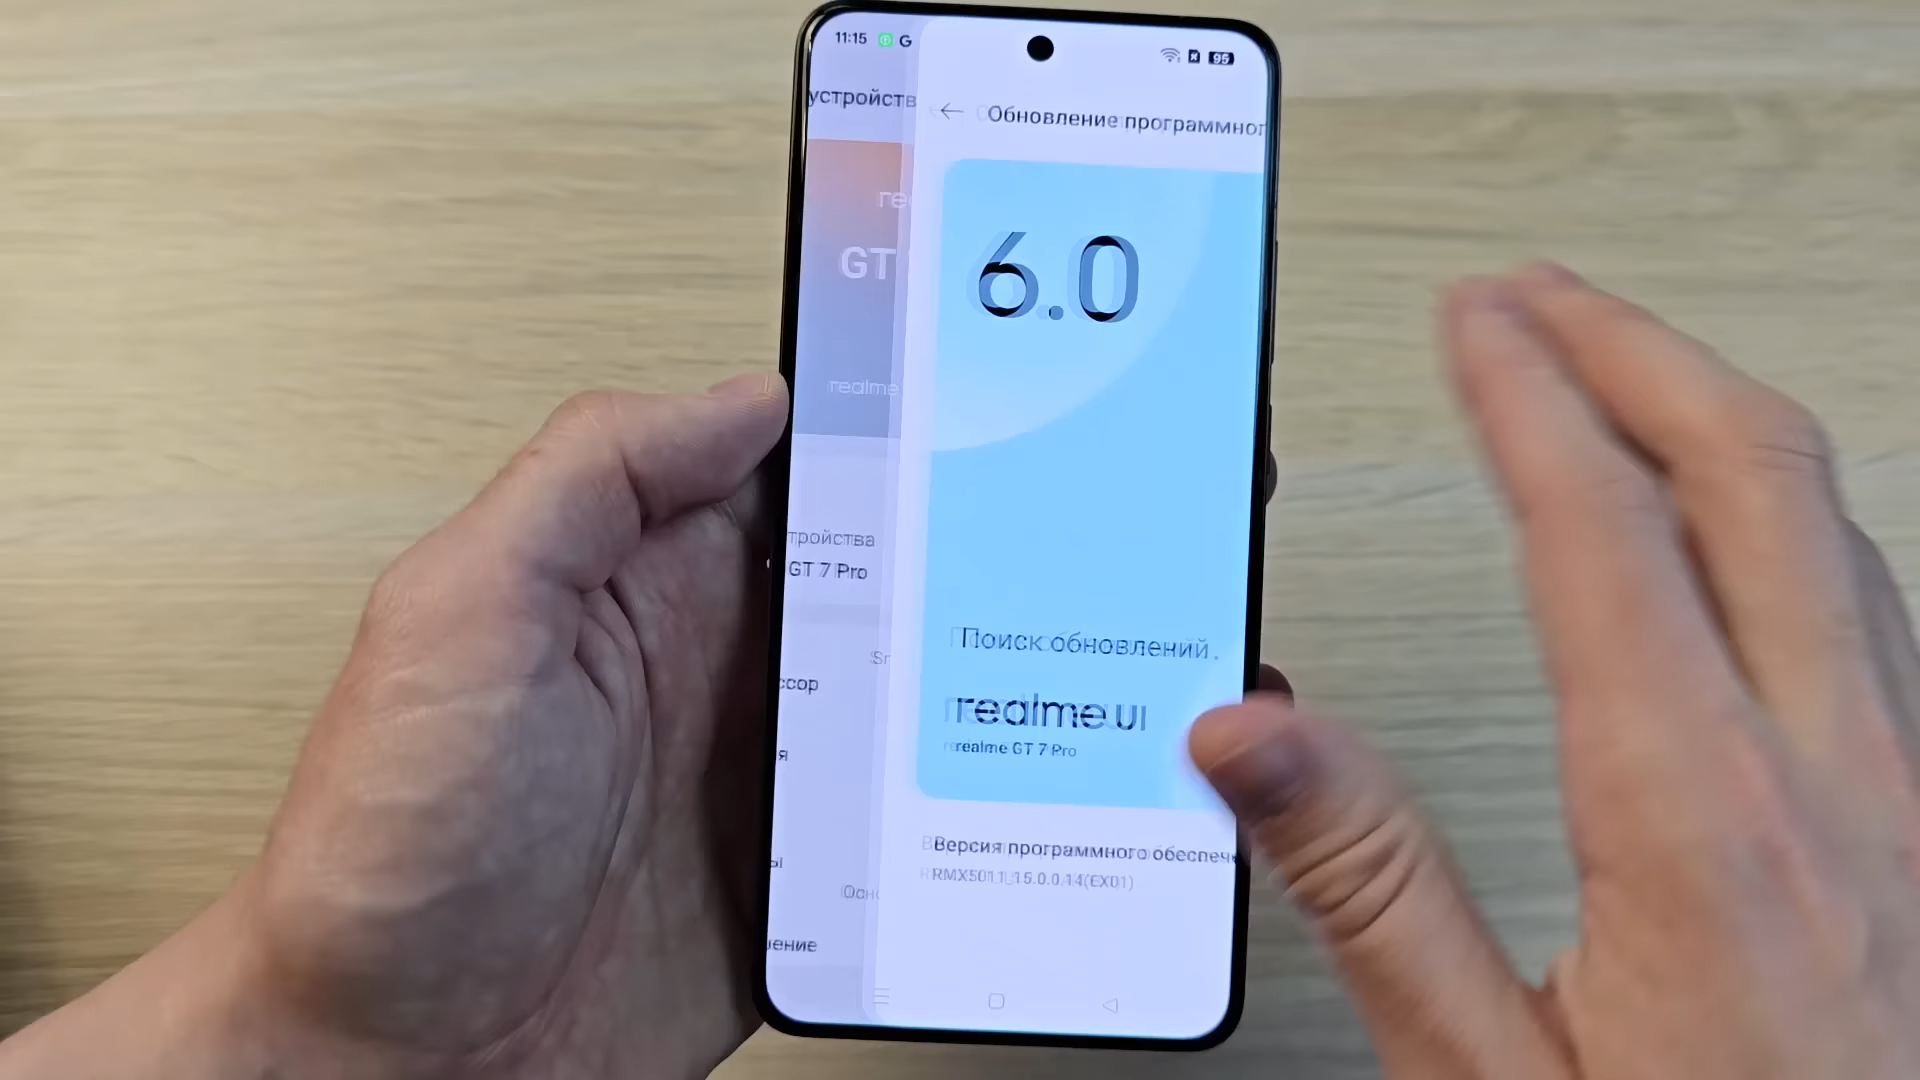 11:15 G
95
устройств
Обновление программног
GT
6.0
realme
тройства
GT 7 Pro
ссор
я
ы
ение
Поиск обновлений.
realme UI
realme GT 7 Pro
Версия программного обеспеч
RMX5011_15.0.0.14(EX01)